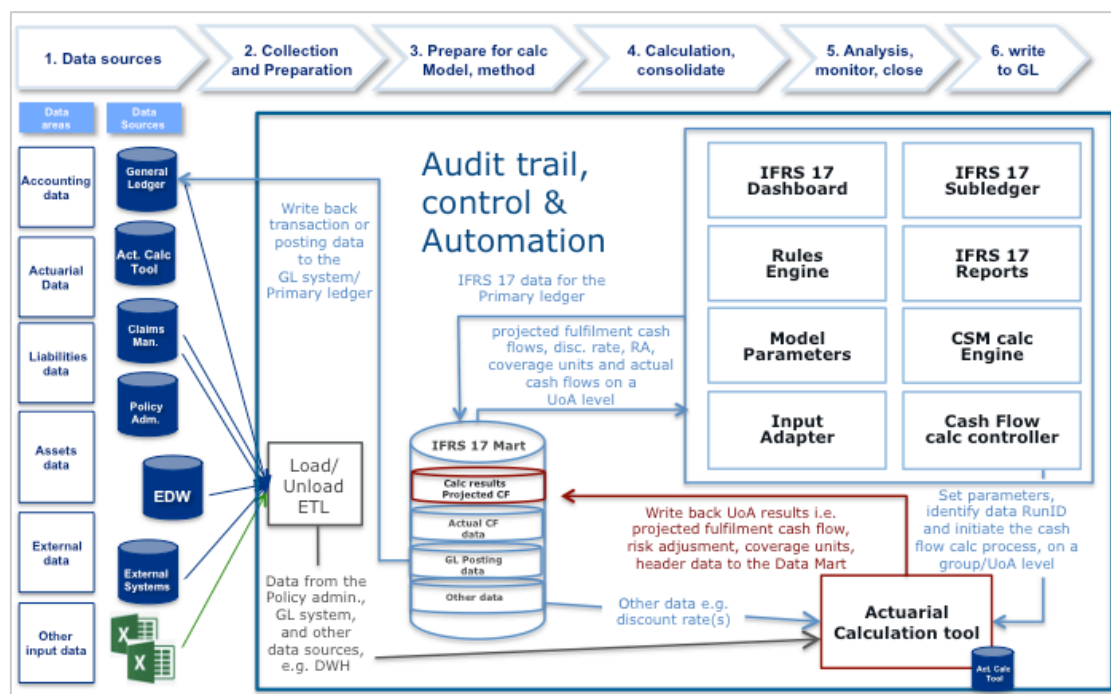 1. Data sources
2. Collection
and Preparation
3. Prepare for calc
Model, method
4. Calculation,
consolidate
5. Analysis,
monitor, close
6. write
to GL
Data
areas
Data
Sources
Accounting
data
Actuarial
Data
Liabilities
data
Assets
data
External
data
Other
input data
General
Ledger
Act. Calc
Tool
Claims
Man.
Policy
Adm.
EDW
External
Systems
X
X
Load/
Unload
ETL
Write back
transaction or
posting data
to the
GL system/
Primary ledger
Audit trail,
control &
Automation
IFRS 17 data for the
Primary ledger
projected fulfilment cash
flows, disc. rate, RA,
coverage units and actual
cash flows on a
UoA level
IFRS 17
Dashboard
IFRS 17
Subledger
Rules
Engine
IFRS 17
Reports
Model
Parameters
CSM calc
Engine
Input
Adapter
Cash Flow
calc controller
IFRS 17 Mart
Calc results
Projected CF
Actual CF
data
GL Posting
data
Other data
Data from the
Policy admin.,
GL system,
and other
data sources,
e.g. DWH
Write back UoA results i.e.
projected fulfilment cash flow,
risk adjusment, coverage units,
header data to the Data Mart
Set parameters,
identify data RunID
and initiate the cash
flow calc process, on a
group/UoA level
Other data e.g.
discount rate(s)
Actuarial
Calculation tool
Act. Calc
Tool